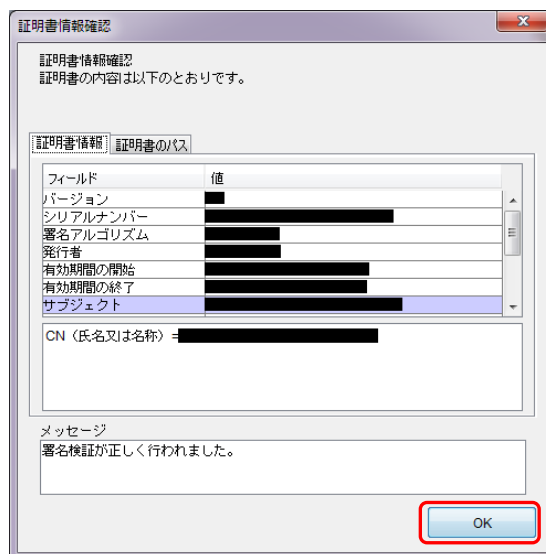 証明書情報確認
証明書情報確認
証明書の内容は以下のとおりです。
証明書情報 証明書のパス
フィールド 値
バージョン
シリアルナンバー
署名アルゴリズム
発行者
有効期間の開始
有効期間の終了
サブジェクト
CN（氏名又は名称）=
メッセージ
署名検証が正しく行われました。
OK